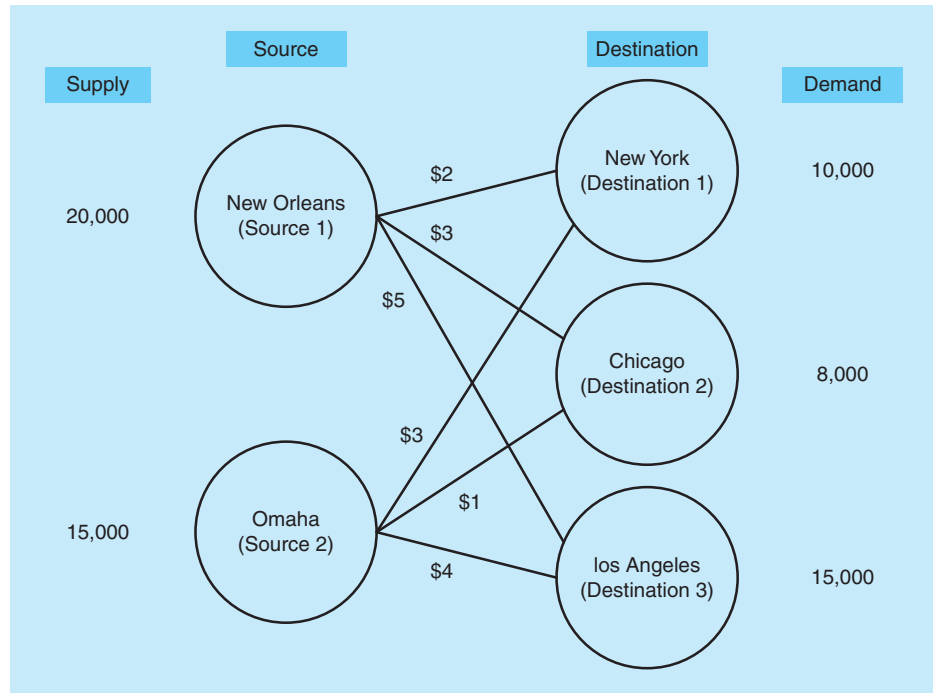 Source
Destination
Supply
Demand
New York
(Destination 1)
10,000
$2
New Orleans
(Source 1)
20,000
$3
$5
Chicago
(Destination 2)
8,000
$3
$1
Omaha
(Source 2)
15,000
$4
los Angeles
(Destination 3)
15,000